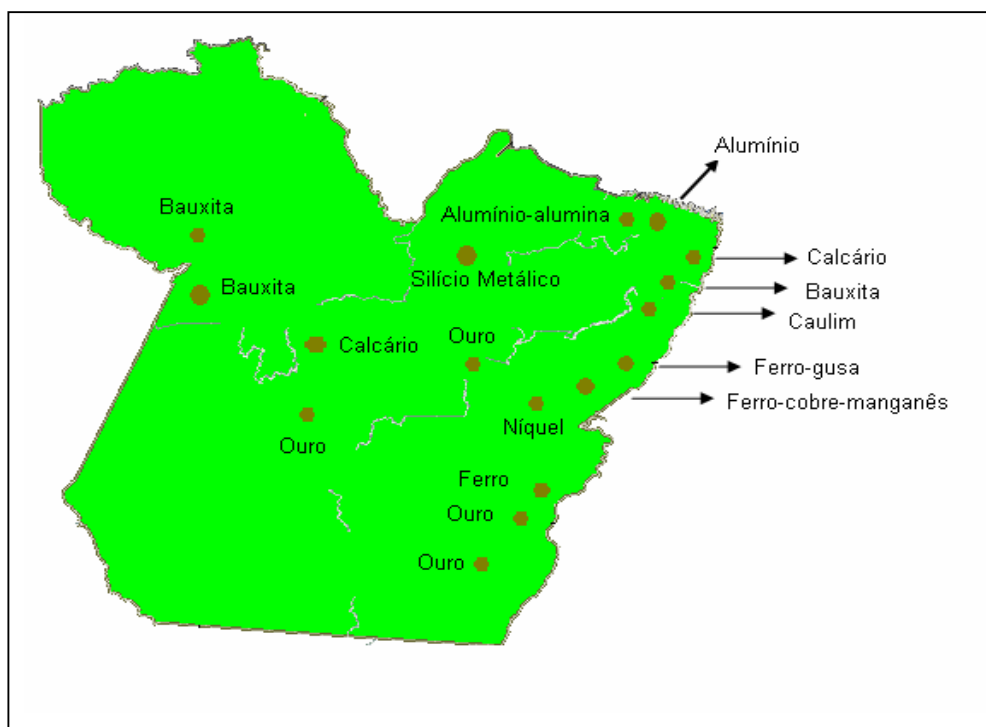 Alumínio
Bauxita
Alumínio-alumina
Calcário
Silício Metálico
Bauxita
Bauxita
Caulim
Ouro
Calcário
Ferro-gusa
Ferro-cobre-manganês
Níquel
Ouro
Ferro
Ouro
Ouro